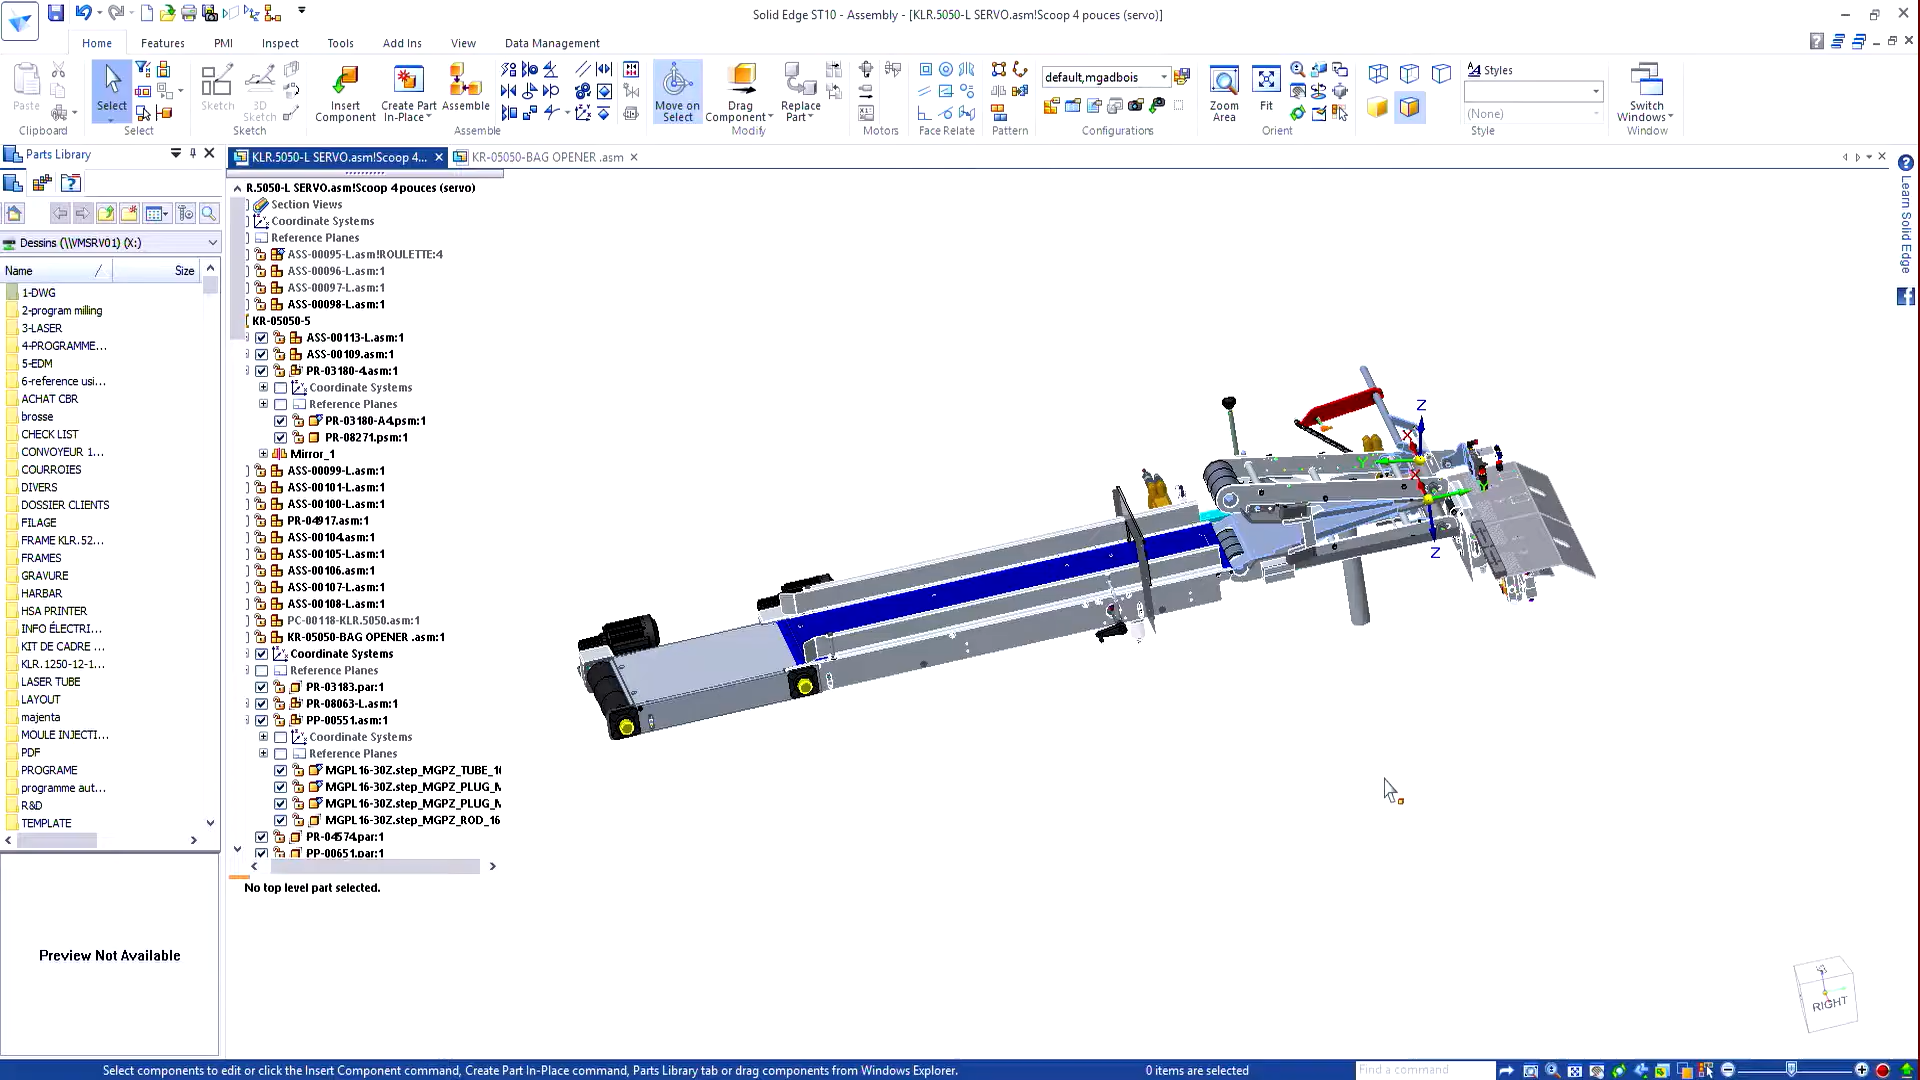 Solid Edge ST10 - Assembly - [KLR.5050-L SERVO.asm!Scoop 4 pouces (servo)]
Home Features PMI Inspect Tools Add Ins View Data Management
Paste
Clipboard
Select
Select
Sketch
3D Sketch
Sketch
Insert Component
Create Part In-Place
Assemble
Assemble
Move on Select
Drag Component
Replace Part
Modify
Motors
Face Relate
Pattern
default,mgadbois
Configurations
Zoom Area
Fit
Orient
Styles
(None)
Style
Switch Windows
Window
Parts Library
KLR.5050-L SERVO.asm!Scoop 4...
KR-05050-BAG OPENER .asm
Learn Solid Edge
Dessins (\\VMSRV01) (X:)
Name Size
1-DWG
2-program milling
3-LASER
4-PROGRAMME...
5-EDM
6-reference usi...
ACHAT CBR
brosse
CHECK LIST
CONVOYEUR 1...
COURROIES
DIVERS
DOSSIER CLIENTS
FILAGE
FRAME KLR.52...
FRAMES
GRAVURE
HARBAR
HSA PRINTER
INFO ÉLECTRI...
KIT DE CADRE ...
KLR.1250-12-1...
LASER TUBE
LAYOUT
majenta
MOULE INJECTI...
PDF
PROGRAME
programme aut...
R&D
TEMPLATE
Preview Not Available
R.5050-L SERVO.asm!Scoop 4 pouces (servo)
Section Views
Coordinate Systems
Reference Planes
ASS-00095-L.asm!ROULETTE:4
ASS-00096-L.asm:1
ASS-00097-L.asm:1
ASS-00098-L.asm:1
KR-05050-5
ASS-00113-L.asm:1
ASS-00109.asm:1
PR-03180-4.asm:1
Coordinate Systems
Reference Planes
PR-03180-A4.psm:1
PR-08271.psm:1
Mirror_1
ASS-00099-L.asm:1
ASS-00101-L.asm:1
ASS-00100-L.asm:1
PR-04917.asm:1
ASS-00104.asm:1
ASS-00105-L.asm:1
ASS-00106.asm:1
ASS-00107-L.asm:1
ASS-00108-L.asm:1
PC-00118-KLR.5050.asm:1
KR-05050-BAG OPENER .asm:1
Coordinate Systems
Reference Planes
PR-03183.par:1
PR-08063-L.asm:1
PP-00551.asm:1
Coordinate Systems
Reference Planes
MGPL16-30Z.step_MGPZ_TUBE_16
MGPL16-30Z.step_MGPZ_PLUG_M
MGPL16-30Z.step_MGPZ_PLUG_M
MGPL16-30Z.step_MGPZ_ROD_16
PR-04574.par:1
PP-00651.par:1
No top level part selected.
Z
X
Y
X
Z
RIGHT
Select components to edit or click the Insert Component command, Create Part In-Place command, Parts Library tab or drag components from Windows Explorer.
0 items are selected
Find a command